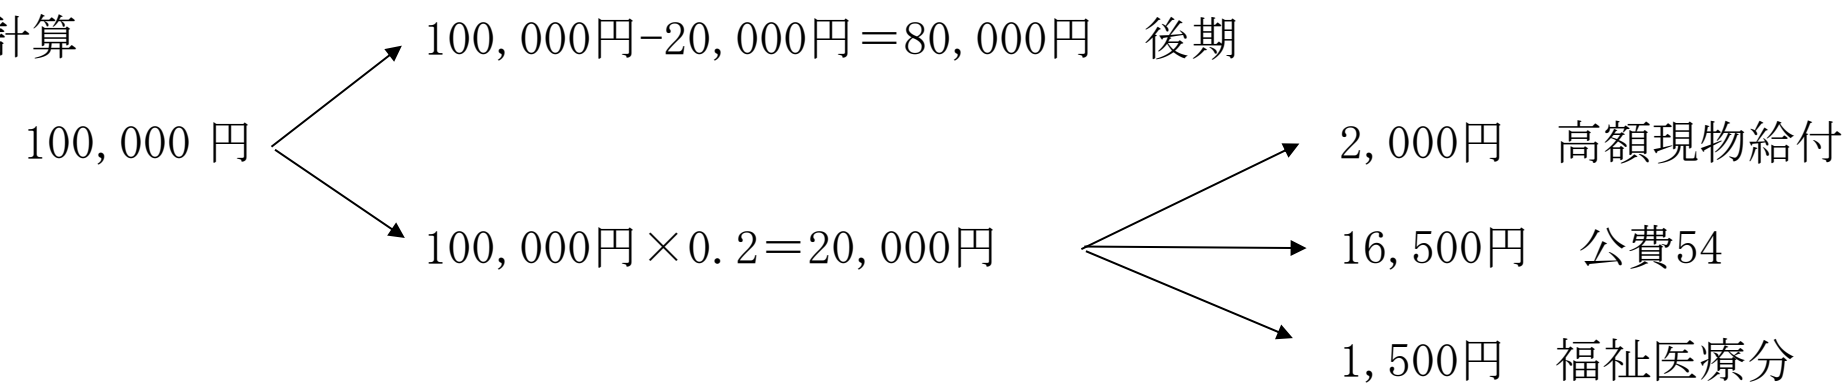 計算
100,000円-20,000円＝80,000円　後期
100,000 円
2,000円　高額現物給付
100,000円×0.2＝20,000円
16,500円　公費54
1,500円　福祉医療分